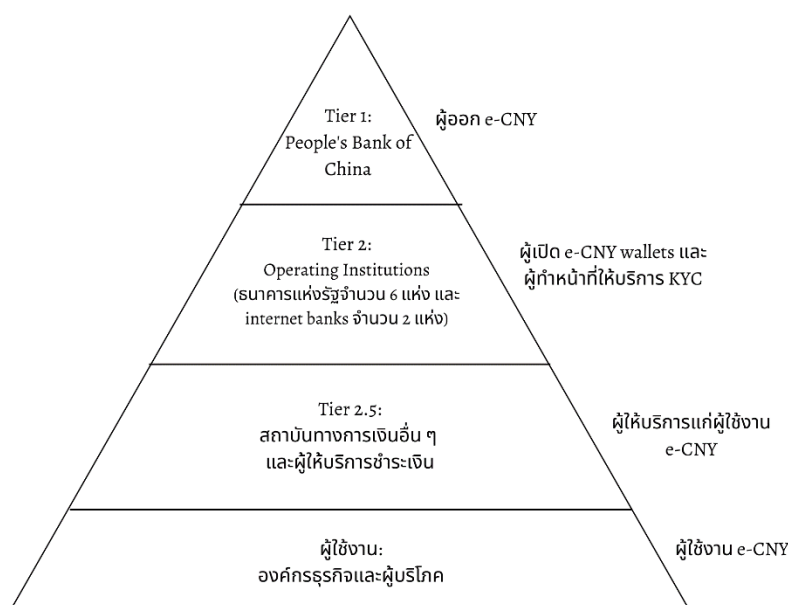 Tier 1:
People's Bank of
China
ผู้ออก e-CNY
Tier 2:
Operating Institutions
(ธนาคารแห่งรัฐจำนวน 6 แห่ง และ
internet banks จำนวน 2 แห่ง)
ผู้เปิด e-CNY wallets และ
ผู้ทำหน้าที่ให้บริการ KYC
Tier 2.5:
สถาบันทางการเงินอื่น ๆ
และผู้ให้บริการชำระเงิน
ผู้ให้บริการแก่ผู้ใช้งาน
e-CNY
ผู้ใช้งาน:
องค์กรธุรกิจและผู้บริโภค
ผู้ใช้งาน e-CNY